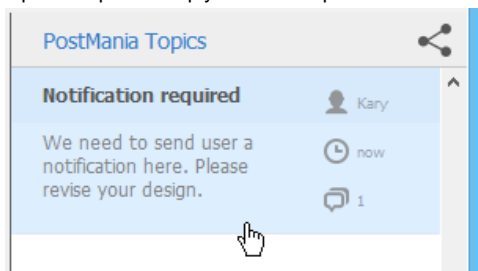 PostMania Topics
Notification required
Kary
We need to send user a
notification here. Please
revise your design.
now
1